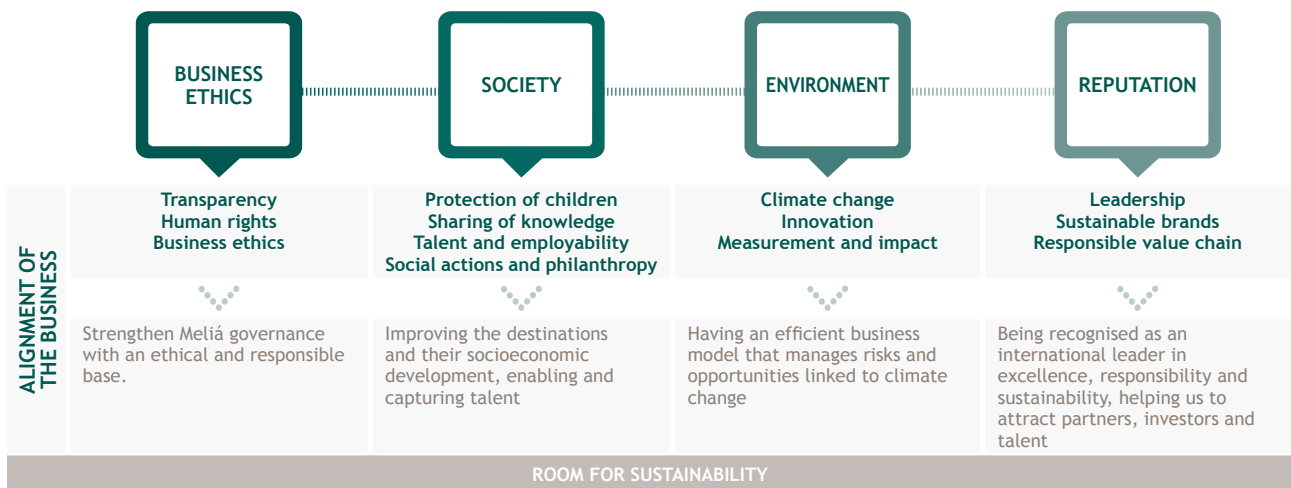 BUSINESS
ETHICS
SOCIETY
ENVIRONMENT
REPUTATION
ALIGNMENT OF
THE BUSINESS
Transparency
Human rights
Business ethics
Protection of children
Sharing of knowledge
Talent and employability
Social actions and philanthropy
Climate change
Innovation
Measurement and impact
Leadership
Sustainable brands
Responsible value chain
Strengthen Meliá governance
with an ethical and responsible
base.
Improving the destinations
and their socioeconomic
development, enabling and
capturing talent
Having an efficient business
model that manages risks and
opportunities linked to climate
change
Being recognised as an
international leader in
excellence, responsibility and
sustainability, helping us to
attract partners, investors and
talent
ROOM FOR SUSTAINABILITY